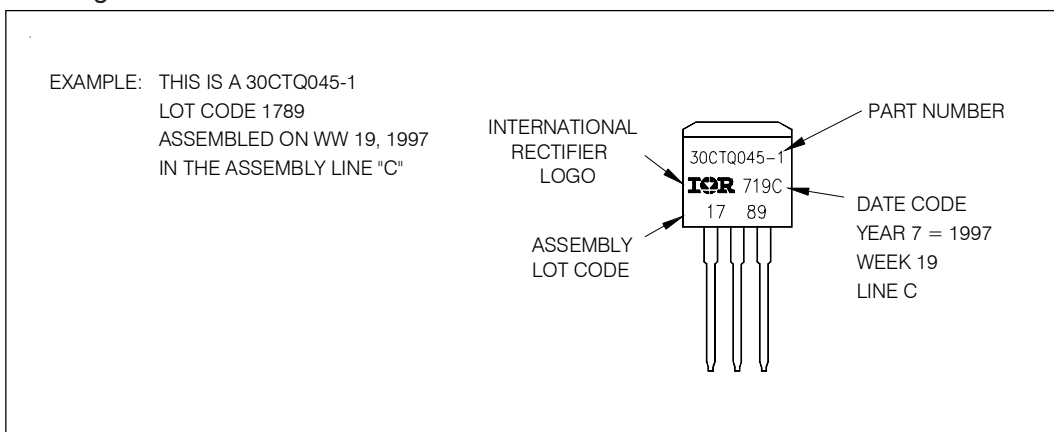 EXAMPLE: THIS IS A 30CTQ045-1
LOT CODE 1789
ASSEMBLED ON WW 19, 1997
IN THE ASSEMBLY LINE "C"
INTERNATIONAL
RECTIFIER
LOGO
ASSEMBLY
LOT CODE
30CTQ045-1
IOR 719C
17 89
PART NUMBER
DATE CODE
YEAR 7 = 1997
WEEK 19
LINE C